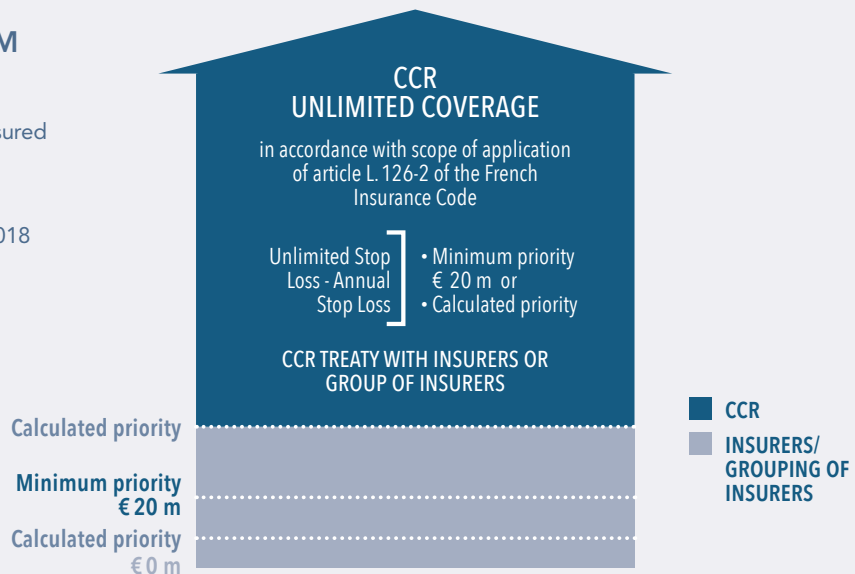 M
sured
018
CCR
UNLIMITED COVERAGE
in accordance with scope of application
of article L. 126-2 of the French
Insurance Code
Unlimited Stop
Loss - Annual
Stop Loss
• Minimum priority
€ 20 m or
• Calculated priority
CCR TREATY WITH INSURERS OR
GROUP OF INSURERS
Calculated priority
Minimum priority
€ 20 m
Calculated priority
€ 0 m
CCR
INSURERS/
GROUPING OF
INSURERS